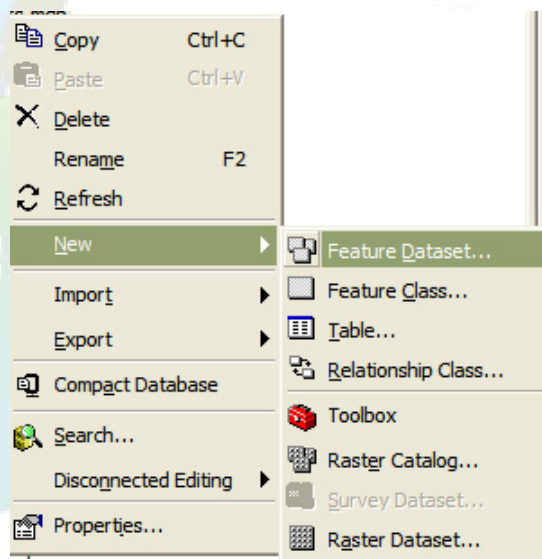 Copy Ctrl+C
Paste Ctrl+V
Delete
Rename F2
Refresh
New
Import
Export
Compact Database
Search...
Disconnected Editing
Properties...
Feature Dataset...
Feature Class...
Table...
Relationship Class...
Toolbox
Raster Catalog...
Survey Dataset...
Raster Dataset...